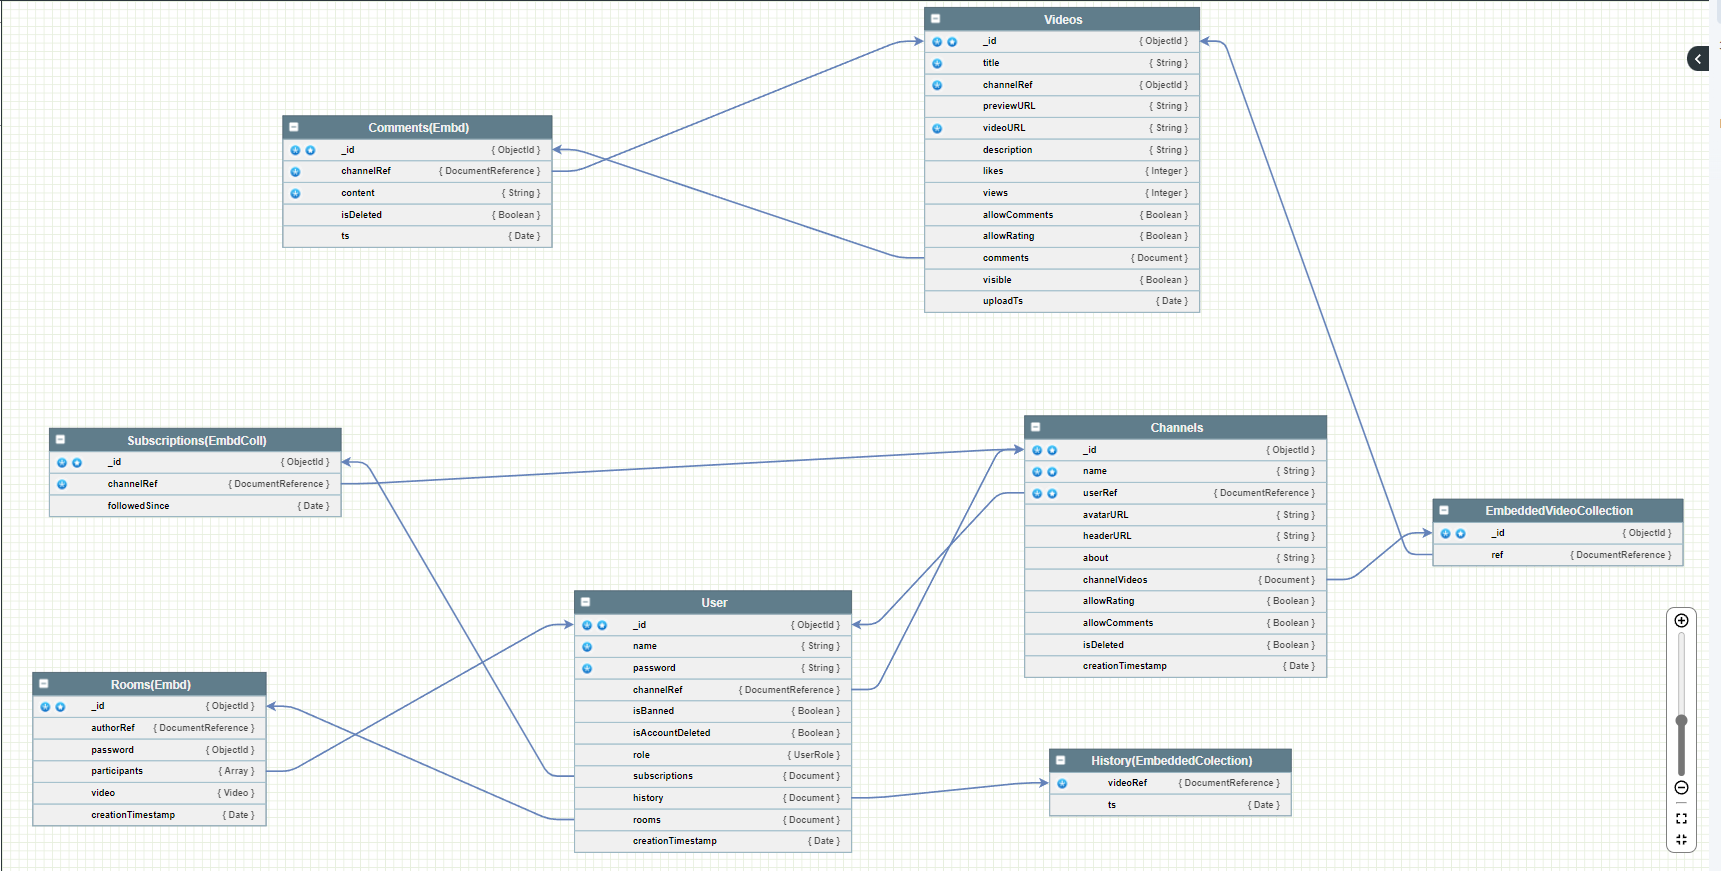 Videos
_id { ObjectId }
title { String }
channelRef { ObjectId }
previewURL { String }
videoURL { String }
description { String }
likes { Integer }
views { Integer }
allowComments { Boolean }
allowRating { Boolean }
comments { Document }
visible { Boolean }
uploadTs { Date }
Comments(Embd)
_id { ObjectId }
channelRef { DocumentReference }
content { String }
isDeleted { Boolean }
ts { Date }
Subscriptions(EmbdColl)
_id { ObjectId }
channelRef { DocumentReference }
followedSince { Date }
Channels
_id { ObjectId }
name { String }
userRef { DocumentReference }
avatarURL { String }
headerURL { String }
about { String }
channelVideos { Document }
allowRating { Boolean }
allowComments { Boolean }
isDeleted { Boolean }
creationTimestamp { Date }
EmbeddedVideoCollection
_id { ObjectId }
ref { DocumentReference }
User
_id { ObjectId }
name { String }
password { String }
channelRef { DocumentReference }
isBanned { Boolean }
isAccountDeleted { Boolean }
role { UserRole }
subscriptions { Document }
history { Document }
rooms { Document }
creationTimestamp { Date }
Rooms(Embd)
_id { ObjectId }
authorRef { DocumentReference }
password { ObjectId }
participants { Array }
video { Video }
creationTimestamp { Date }
History(EmbeddedColection)
videoRef { DocumentReference }
ts { Date }